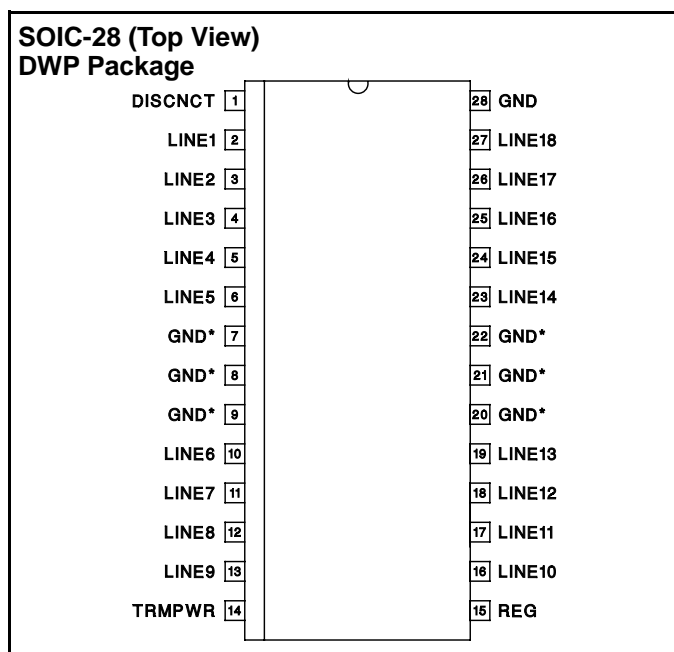 SOIC-28 (Top View)
DWP Package
DISCNCT 1 28 GND
LINE1 2 27 LINE18
LINE2 3 26 LINE17
LINE3 4 25 LINE16
LINE4 5 24 LINE15
LINE5 6 23 LINE14
GND* 7 22 GND*
GND* 8 21 GND*
GND* 9 20 GND*
LINE6 10 19 LINE13
LINE7 11 18 LINE12
LINE8 12 17 LINE11
LINE9 13 16 LINE10
TRMPWR 14 15 REG